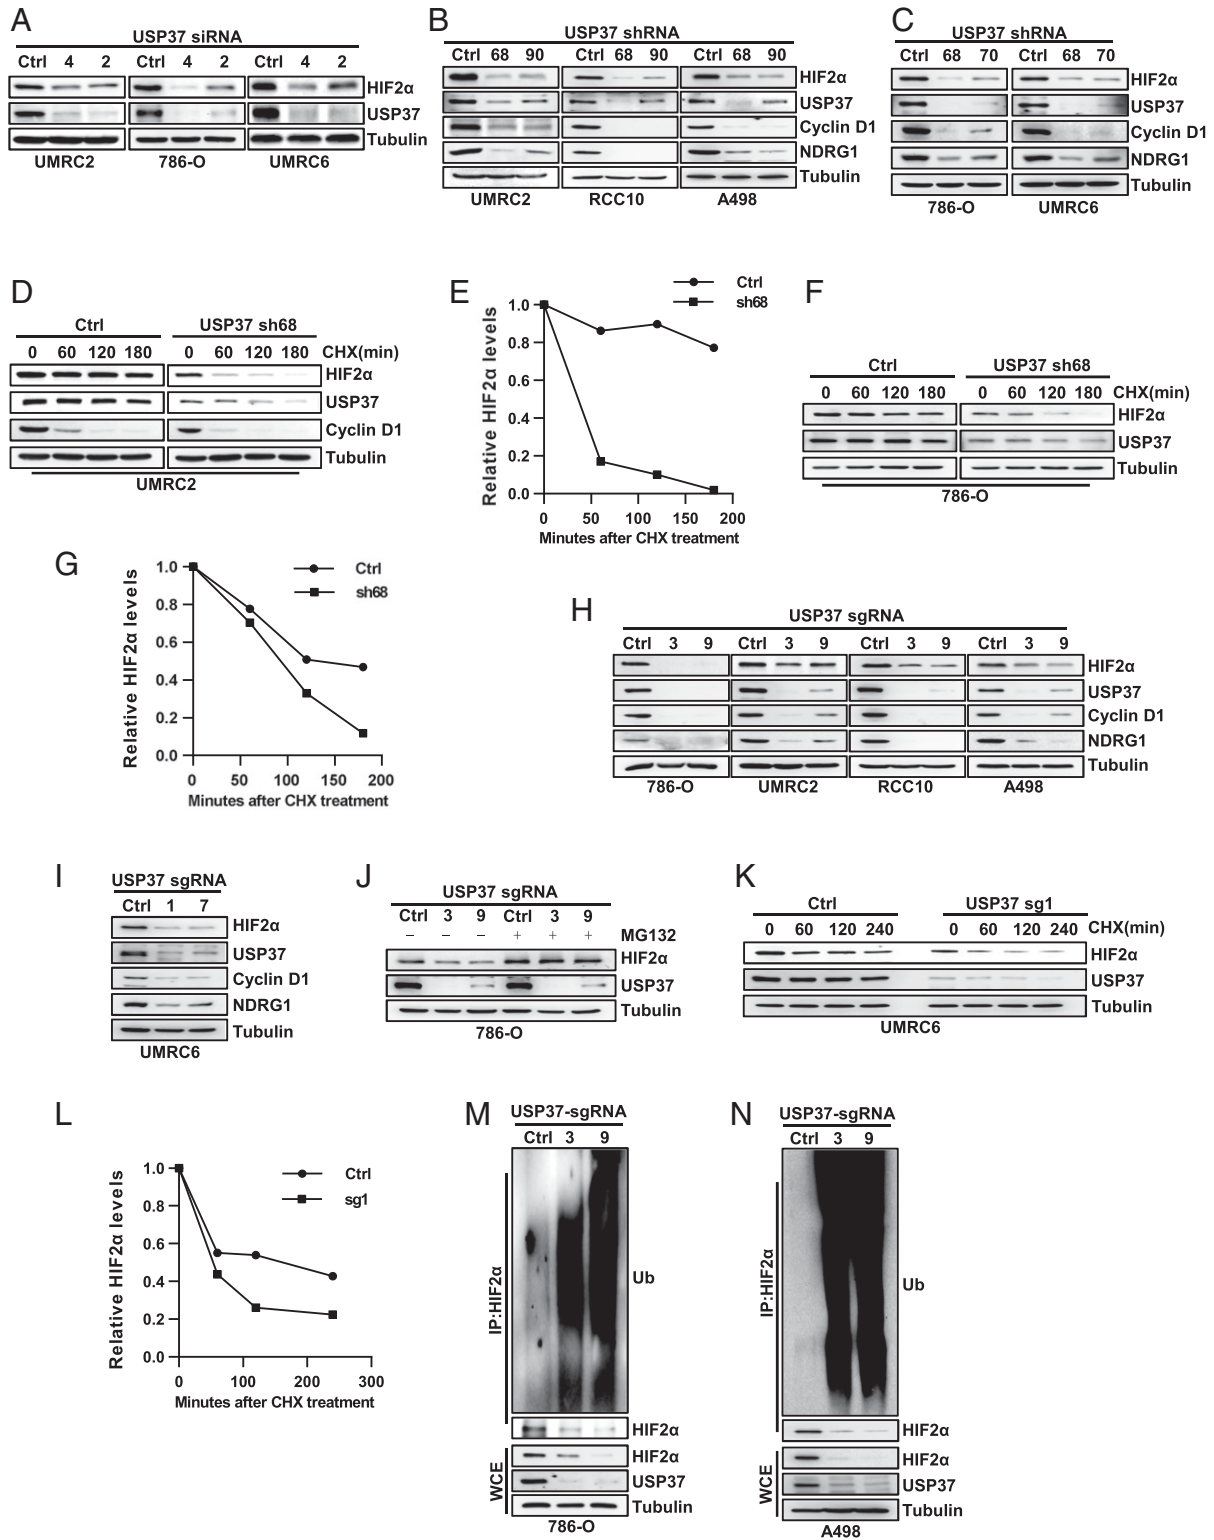 A
USP37 siRNA
Ctrl 4 2 Ctrl 4 2 Ctrl 4 2
HIF2α
USP37
Tubulin
UMRC2 786-O UMRC6
B
USP37 shRNA
Ctrl 68 90 Ctrl 68 90 Ctrl 68 90
HIF2α
USP37
Cyclin D1
NDRG1
Tubulin
UMRC2 RCC10 A498
C
USP37 shRNA
Ctrl 68 70 Ctrl 68 70
HIF2α
USP37
Cyclin D1
NDRG1
Tubulin
786-O UMRC6
D
Ctrl USP37 sh68
0 60 120 180 0 60 120 180 CHX(min)
HIF2α
USP37
Cyclin D1
Tubulin
UMRC2
E
Ctrl
sh68
Relative HIF2α levels
1.0
0.8
0.6
0.4
0.2
0.0
0 50 100 150 200
Minutes after CHX treatment
F
Ctrl USP37 sh68
0 60 120 180 0 60 120 180 CHX(min)
HIF2α
USP37
Tubulin
786-O
G
Ctrl
sh68
Relative HIF2α levels
1.0
0.8
0.6
0.4
0.2
0.0
0 50 100 150 200
Minutes after CHX treatment
H
USP37 sgRNA
Ctrl 3 9 Ctrl 3 9 Ctrl 3 9 Ctrl 3 9
HIF2α
USP37
Cyclin D1
NDRG1
Tubulin
786-O UMRC2 RCC10 A498
I
USP37 sgRNA
Ctrl 1 7
HIF2α
USP37
Cyclin D1
NDRG1
Tubulin
UMRC6
J
USP37 sgRNA
Ctrl 3 9 Ctrl 3 9
− − − + + + MG132
HIF2α
USP37
Tubulin
786-O
K
Ctrl USP37 sg1
0 60 120 240 0 60 120 240 CHX(min)
HIF2α
USP37
Tubulin
UMRC6
L
Ctrl
sg1
Relative HIF2α levels
1.0
0.8
0.6
0.4
0.2
0.0
0 100 200 300
Minutes after CHX treatment
M
USP37-sgRNA
Ctrl 3 9
IP:HIF2α
Ub
HIF2α
WCE
HIF2α
USP37
Tubulin
786-O
N
USP37-sgRNA
Ctrl 3 9
IP:HIF2α
Ub
HIF2α
WCE
HIF2α
USP37
Tubulin
A498